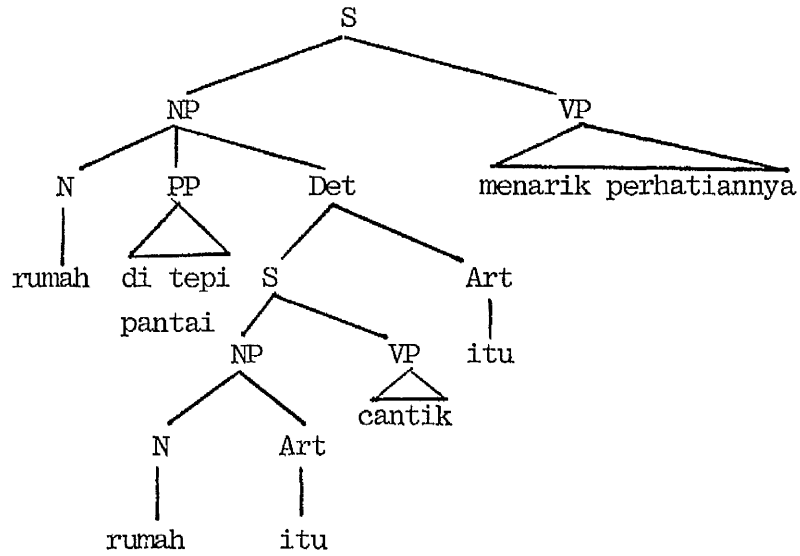 S
NP VP
N PP Det menarik perhatiannya
rumah di tepi S Art
pantai
NP VP itu
cantik
N Art
rumah itu